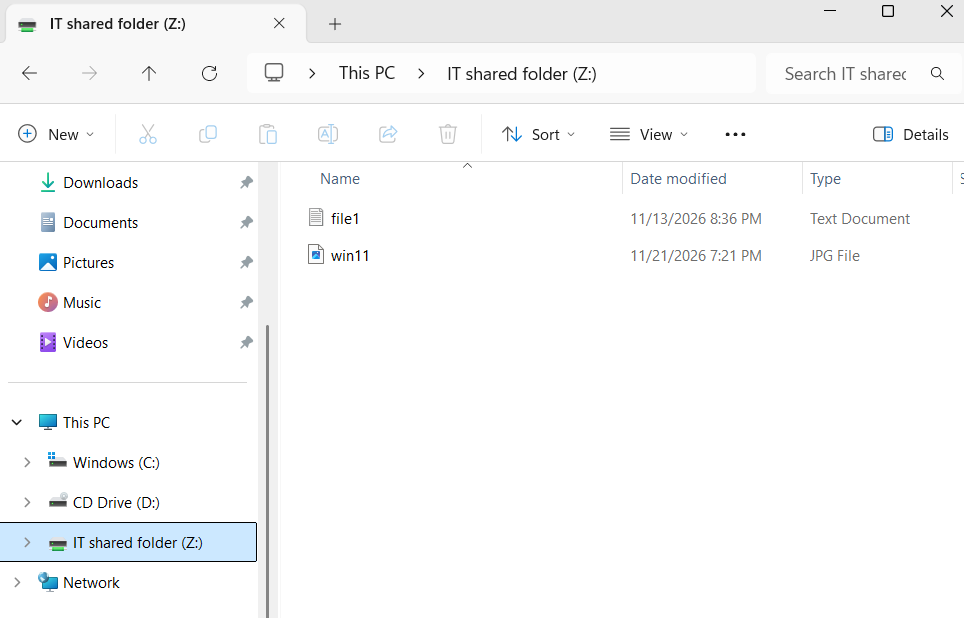 IT shared folder (Z:)
This PC
IT shared folder (Z:)
Search IT shared
New
Sort
View
Details
Downloads
Documents
Pictures
Music
Videos
This PC
Windows (C:)
CD Drive (D:)
IT shared folder (Z:)
Network
Name Date modified Type
file1 11/13/2026 8:36 PM Text Document
win11 11/21/2026 7:21 PM JPG File